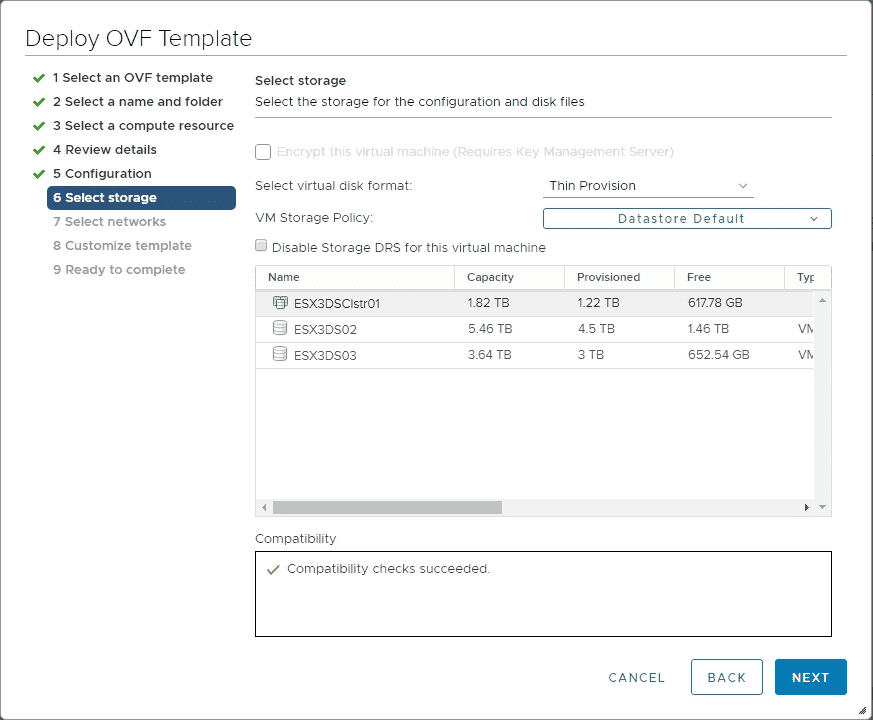 Deploy OVF Template
1 Select an OVF template
2 Select a name and folder
3 Select a compute resource
4 Review details
5 Configuration
6 Select storage
7 Select networks
8 Customize template
9 Ready to complete
Select storage
Select the storage for the configuration and disk files
Encrypt this virtual machine (Requires Key Management Server)
Select virtual disk format: Thin Provision
VM Storage Policy: Datastore Default
Disable Storage DRS for this virtual machine
Name Capacity Provisioned Free Typ
ESX3DSClstr01 1.82 TB 1.22 TB 617.78 GB
ESX3DS02 5.46 TB 4.5 TB 1.46 TB VM
ESX3DS03 3.64 TB 3 TB 652.54 GB VM
Compatibility
Compatibility checks succeeded.
CANCEL BACK NEXT